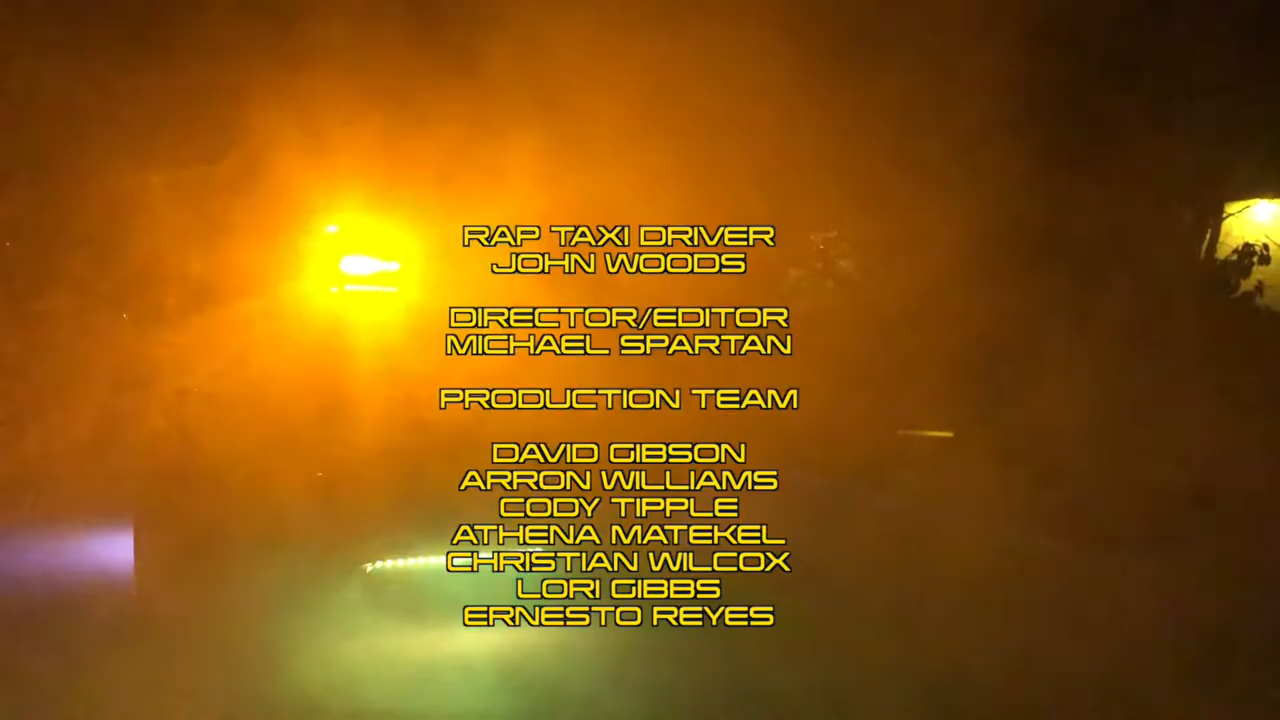 RAP TAXI DRIVER
JOHN WOODS
DIRECTOR/EDITOR
MICHAEL SPARTAN
PRODUCTION TEAM
DAVID GIBSON
ARRON WILLIAMS
CODY TIPPLE
ATHENA MATEKEL
CHRISTIAN WILCOX
LORI GIBBS
ERNESTO REYES